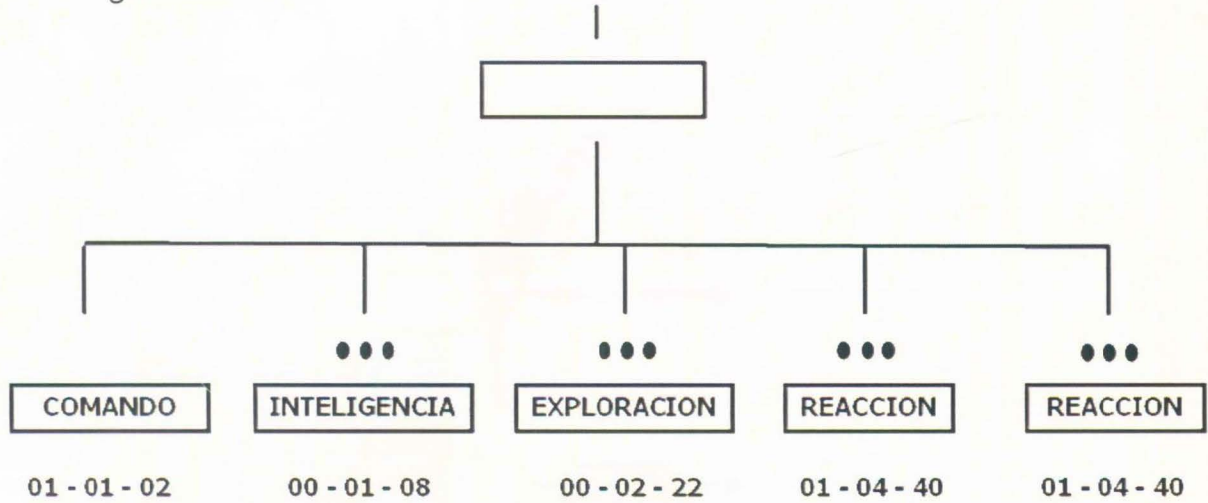 COMANDO INTELIGENCIA EXPLORACION REACCION REACCION
01 - 01 - 02 00 - 01 - 08 00 - 02 - 22 01 - 04 - 40 01 - 04 - 40